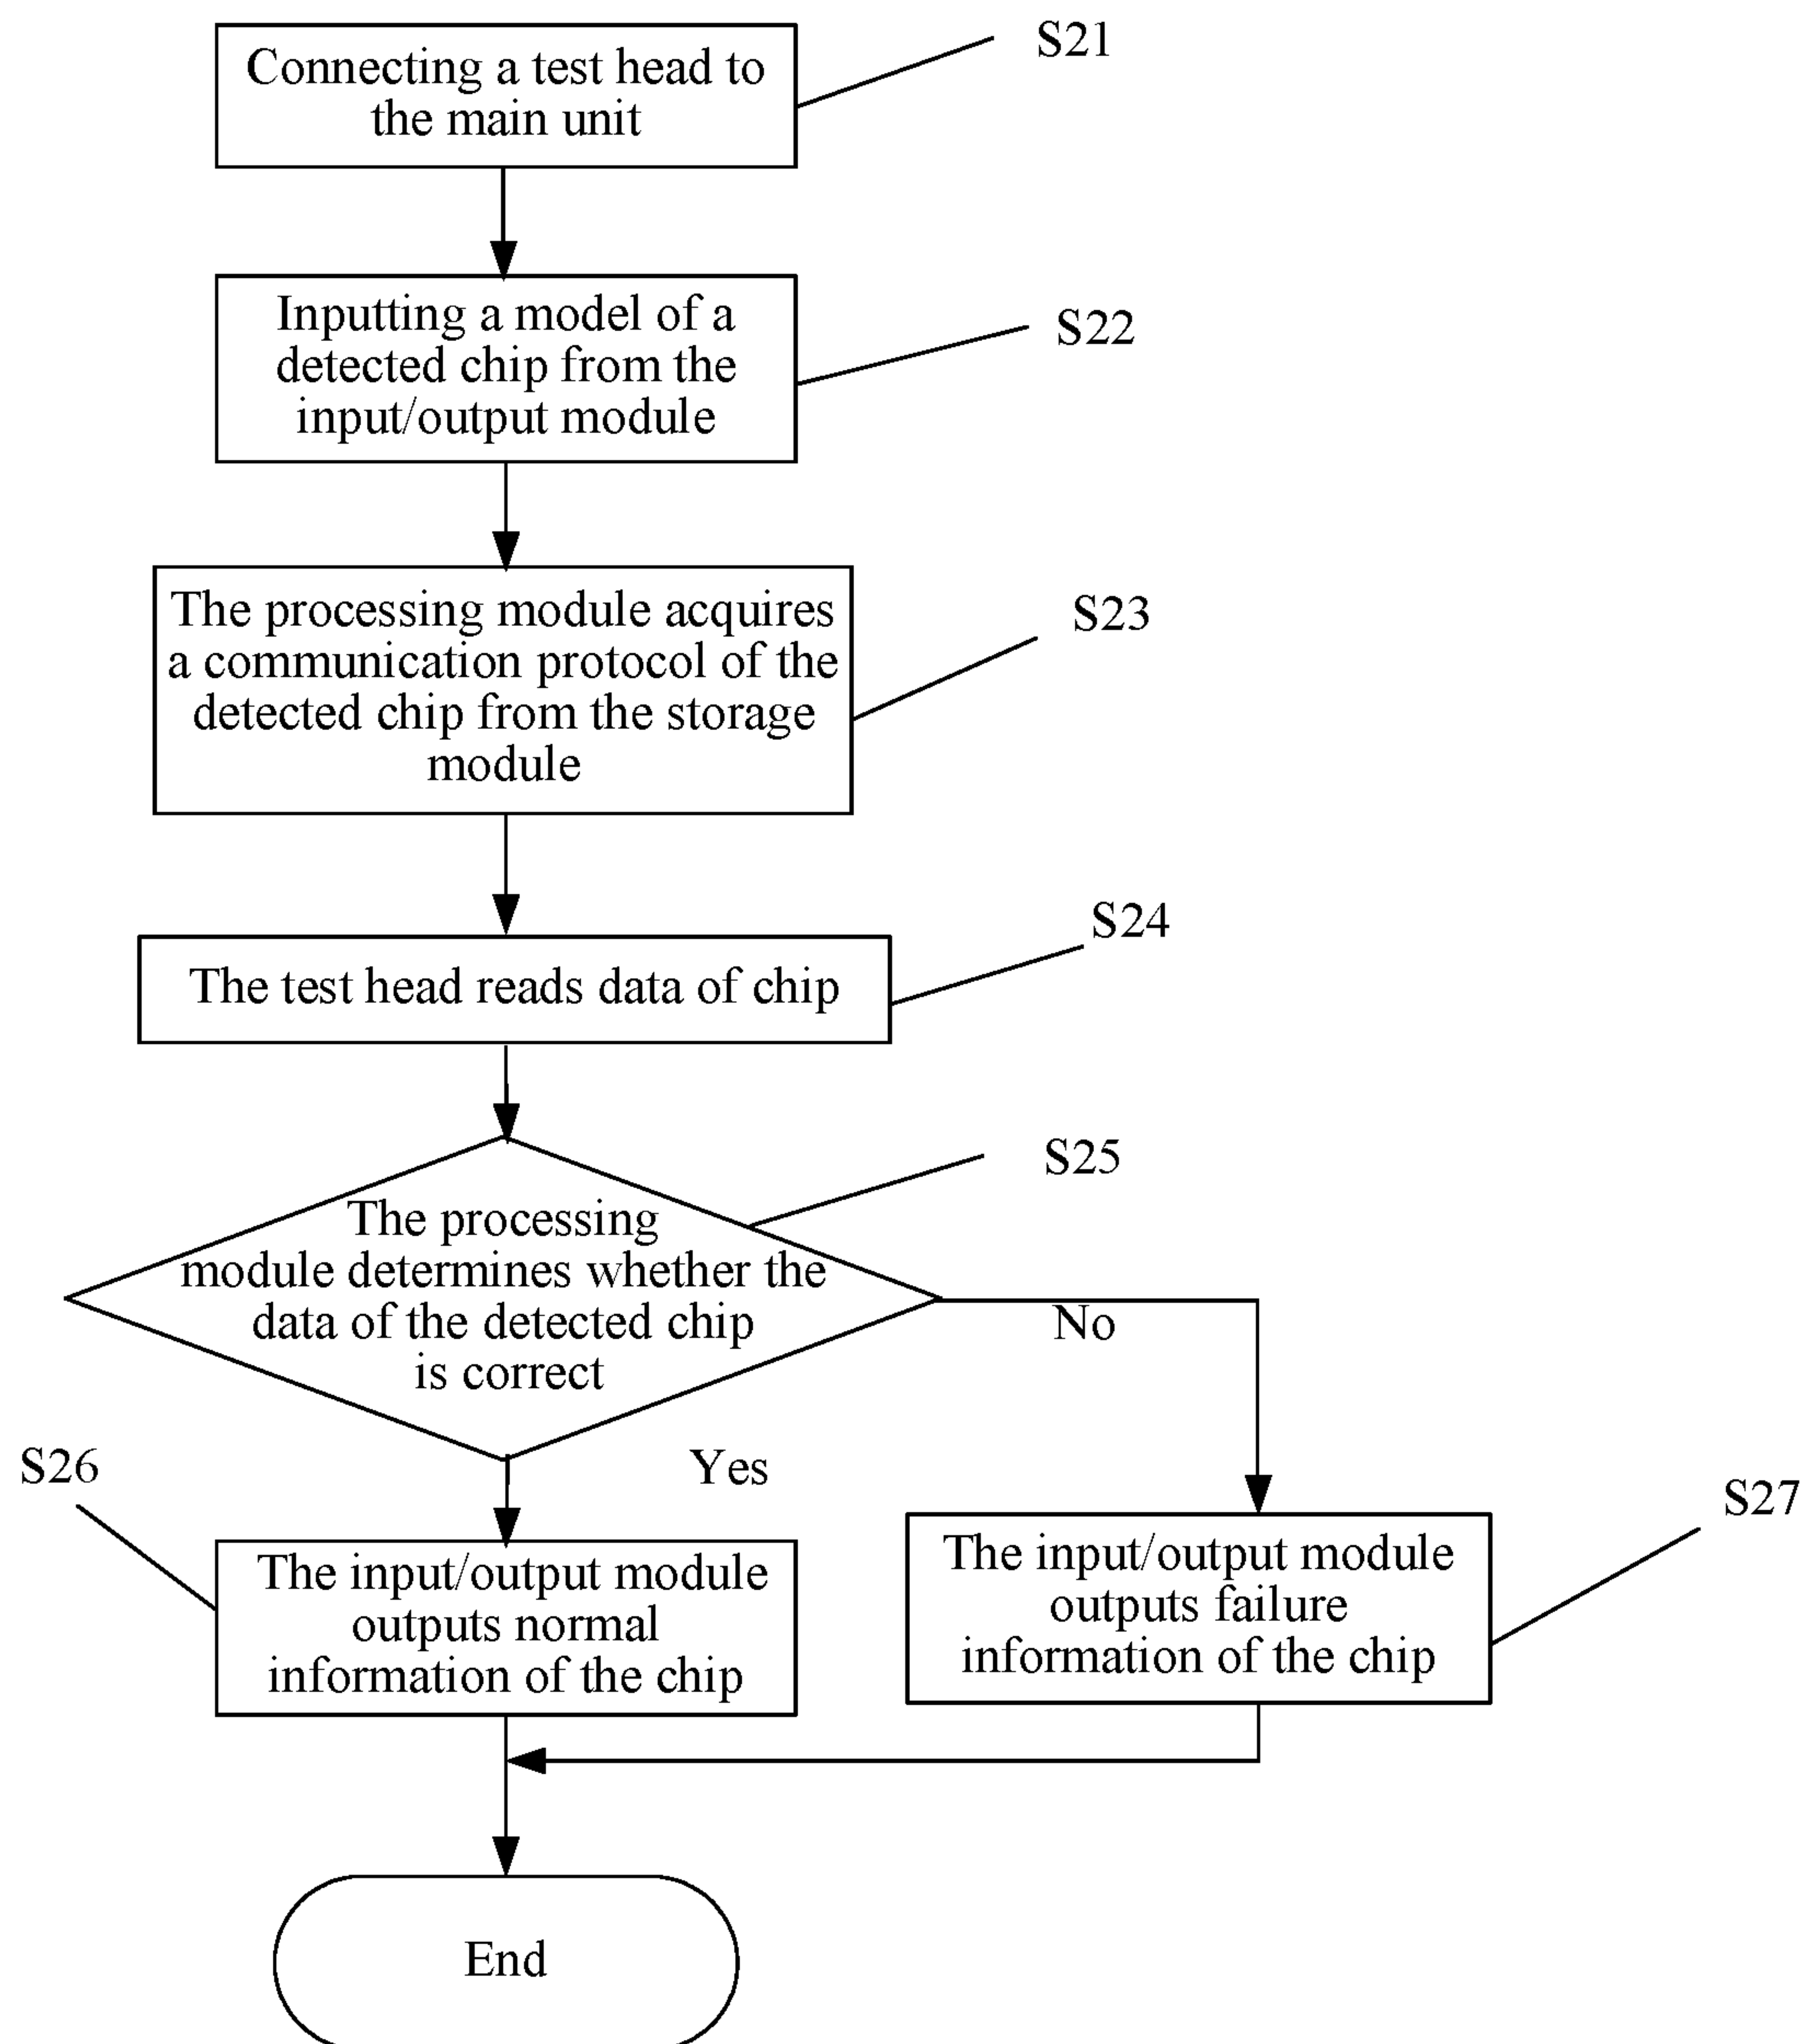 Connecting a test head to
the main unit
S21
Inputting a model of a
detected chip from the
input/output module
S22
The processing module acquires
a communication protocol of the
detected chip from the storage
module
S23
The test head reads data of chip
S24
The processing
module determines whether the
data of the detected chip
is correct
S25
No
Yes
S26
The input/output module
outputs normal
information of the chip
The input/output module
outputs failure
information of the chip
S27
End